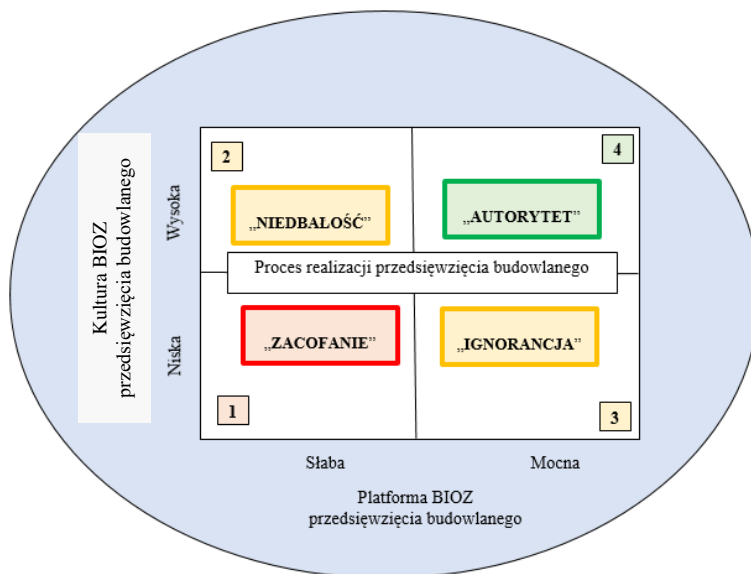 Kultura BIOZ
przedsięwzięcia budowlanego
Wysoka
Niska
2
4
„NIEDBAŁOŚĆ”
„AUTORYTET”
Proces realizacji przedsięwzięcia budowlanego
„ZACOFANIE”
„IGNORANCJA”
1
3
Słaba
Mocna
Platforma BIOZ
przedsięwzięcia budowlanego